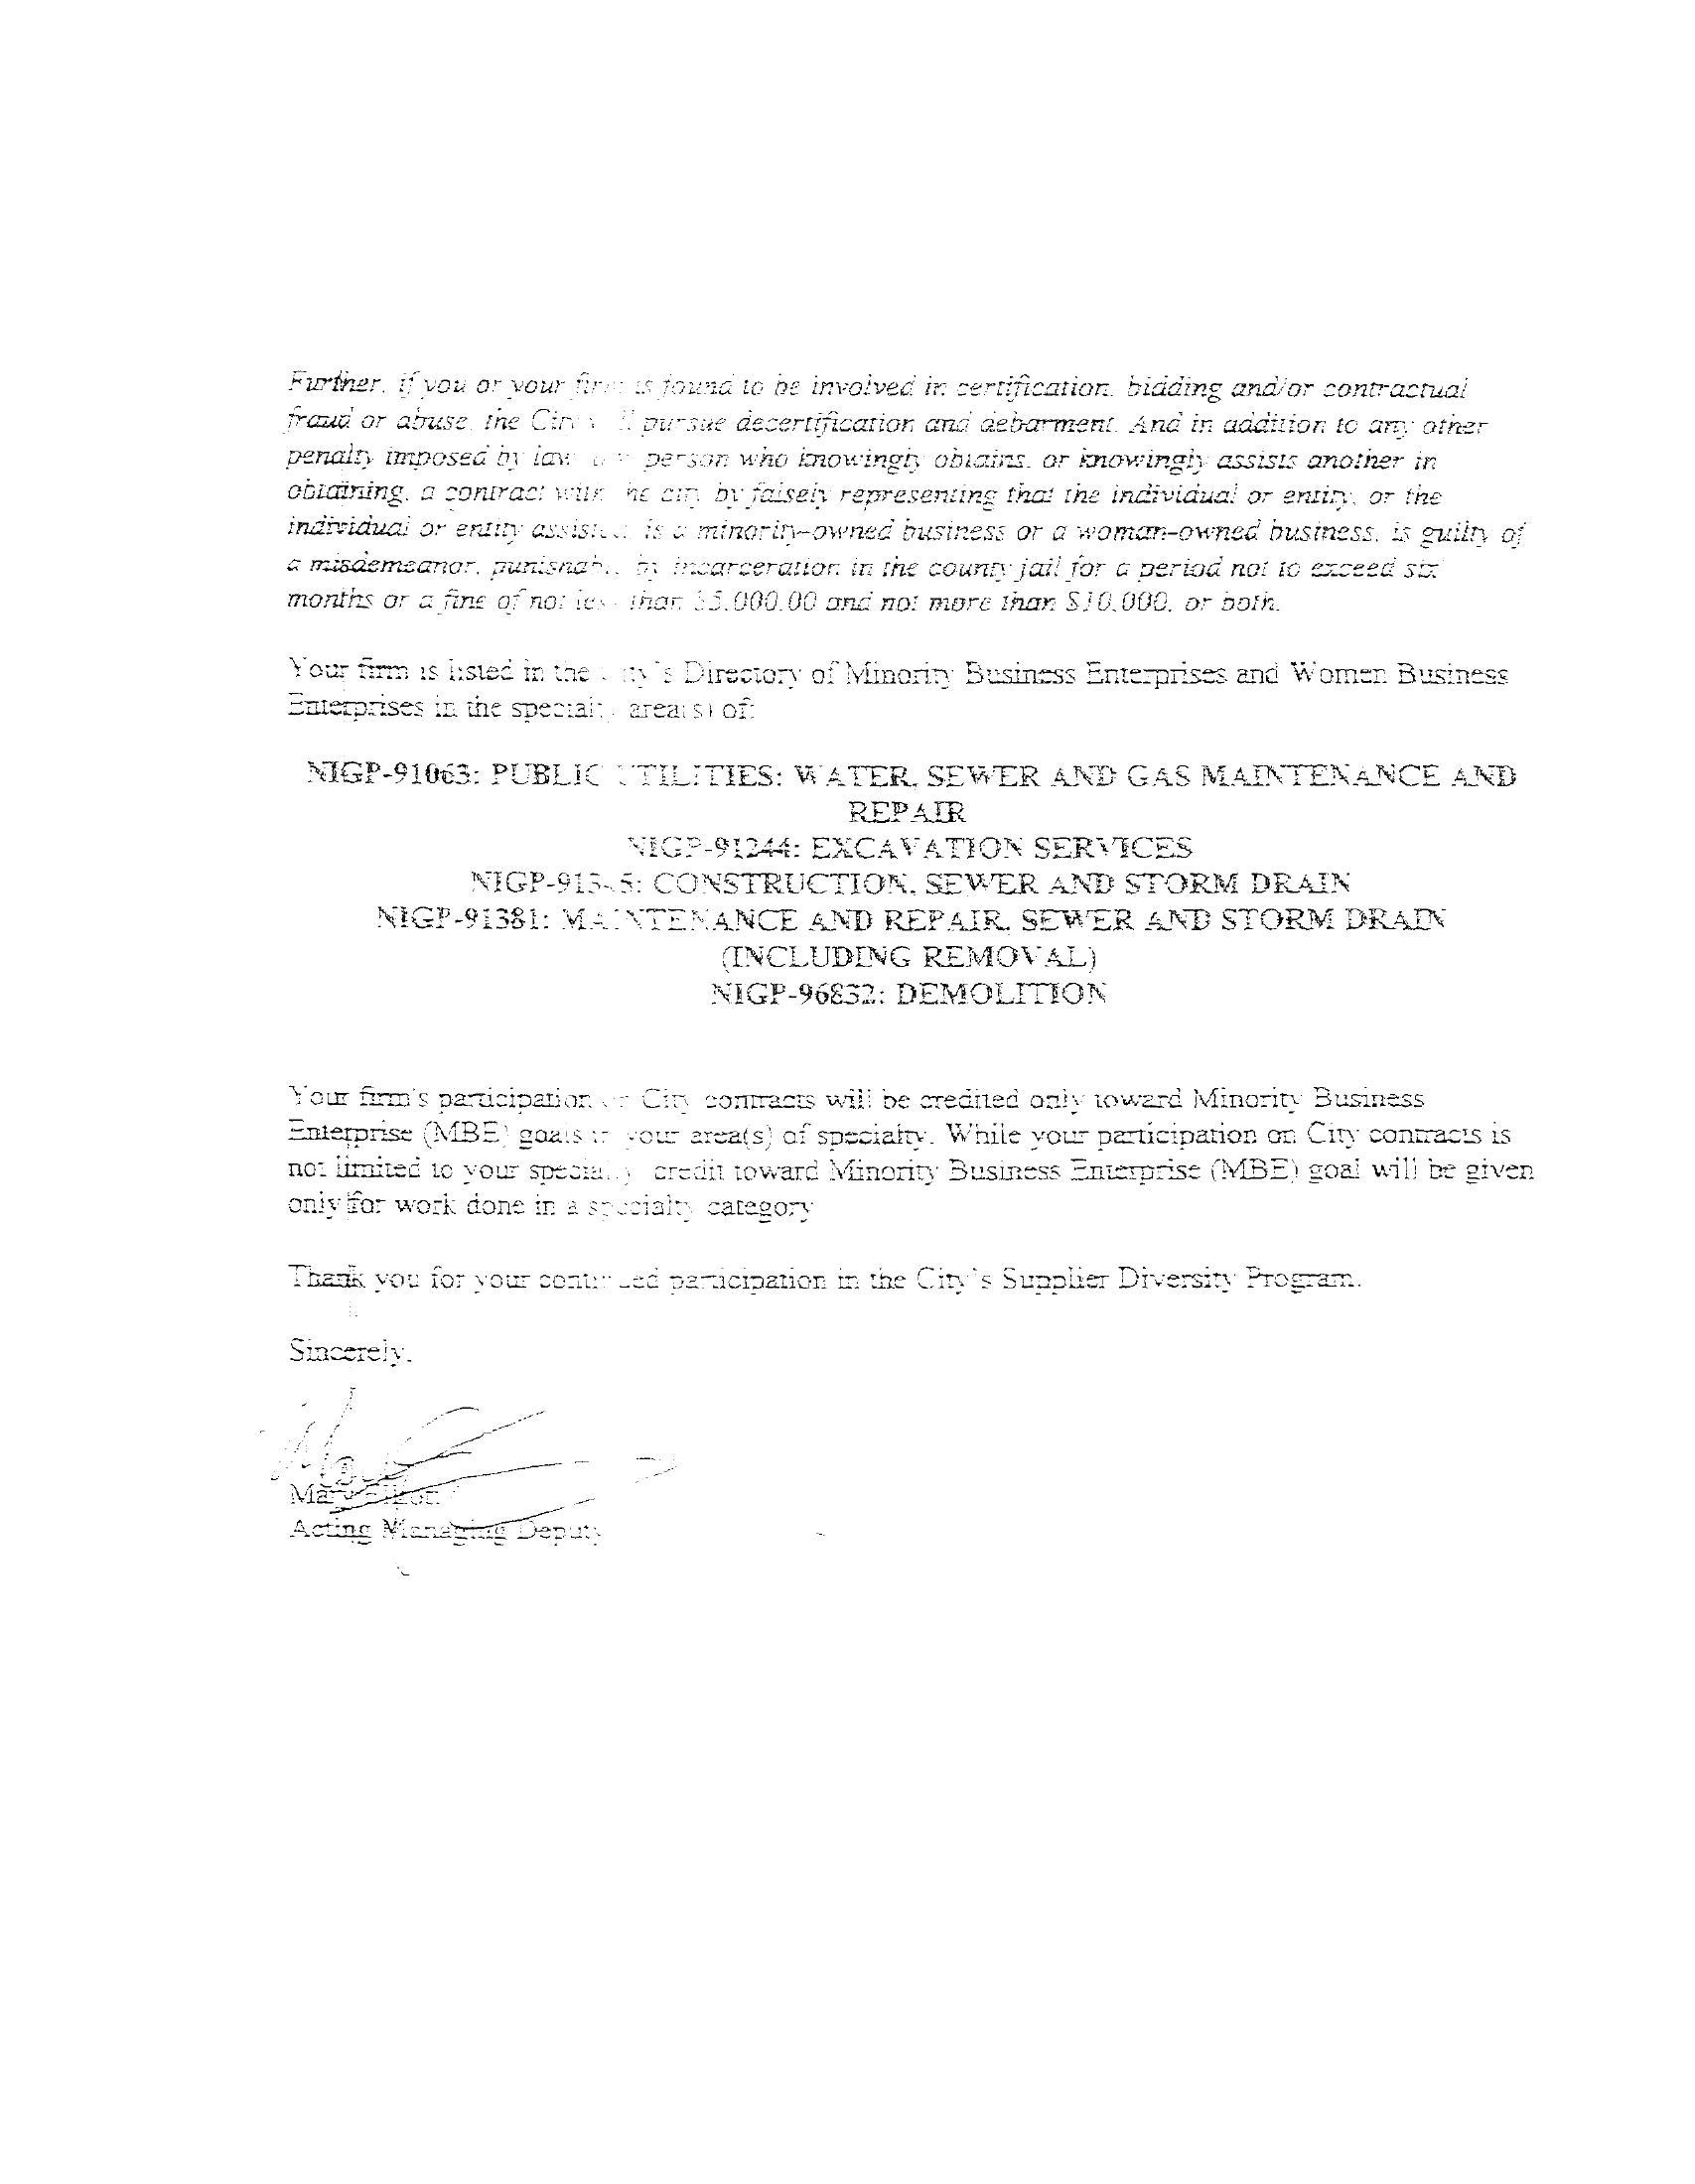 Further, if you or your firm is found to be involved in certification, bidding and/or contractual
fraud or abuse, the City will pursue decertification and debarment. And in addition to any other
penalty imposed by law, any person who knowingly obtains, or knowingly assists another in
obtaining, a contract with the city by falsely representing that the individual or entity, or the
individual or entity assisted, is a minority-owned business or a woman-owned business, is guilty of
a misdemeanor, punishable by incarceration in the county jail for a period not to exceed six
months or a fine of not less than $5,000.00 and not more than $10,000, or both.
Your firm is listed in the City's Directory of Minority Business Enterprises and Women Business
Enterprises in the specialty area(s) of:
NIGP-91063: PUBLIC UTILITIES: WATER, SEWER AND GAS MAINTENANCE AND
REPAIR
NIGP-91244: EXCAVATION SERVICES
CONSTRUCTION, SEWER AND STORM DRAIN
NIGP-91381: MAINTENANCE AND REPAIR, SEWER AND STORM DRAIN
(INCLUDING REMOVAL)
NIGP-96832: DEMOLITION
Your firm's participation on City contracts will be credited only toward Minority Business
Enterprise (MBE) goals in your area(s) of specialty. While your participation on City contracts is
not limited to your specialty, credit toward Minority Business Enterprise (MBE) goal will be given
only for work done in a specialty category
Thank you for your continued participation in the City's Supplier Diversity Program.
Sincerely,
Acting Managing Deputy